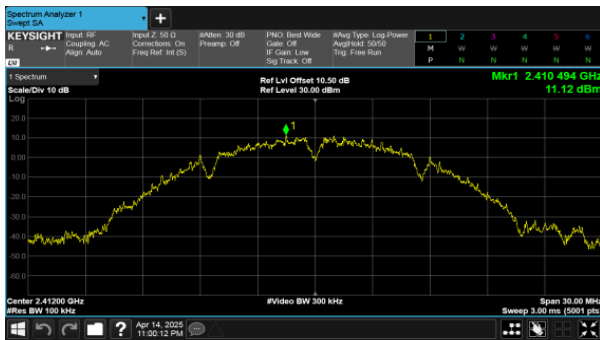 Spectrum Analyzer 1
Swept SA
KEYSIGHT
R
LXI
Input: RF
Coupling: AC
Align: Auto
Input Z: 50 Ω
Corrections: On
Freq Ref: Int (S)
#Atten: 30 dB
Preamp: Off
PNO: Best Wide
Gate: Off
IF Gain: Low
Sig Track: Off
#Avg Type: Log-Power
Avg|Hold: 50/50
Trig: Free Run
1 2 3 4 5 6
M W W W W W
P N N N N N
1 Spectrum
Scale/Div 10 dB
Log
Ref Lvl Offset 10.50 dB
Ref Level 30.00 dBm
Mkr1 2.410 494 GHz
11.12 dBm
1
20.0
10.0
0.00
-10.0
-20.0
-30.0
-40.0
-50.0
-60.0
Center 2.41200 GHz
#Res BW 100 kHz
#Video BW 300 kHz
Span 30.00 MHz
Sweep 3.00 ms (5001 pts)
?
Apr 14, 2025
11:00:12 PM